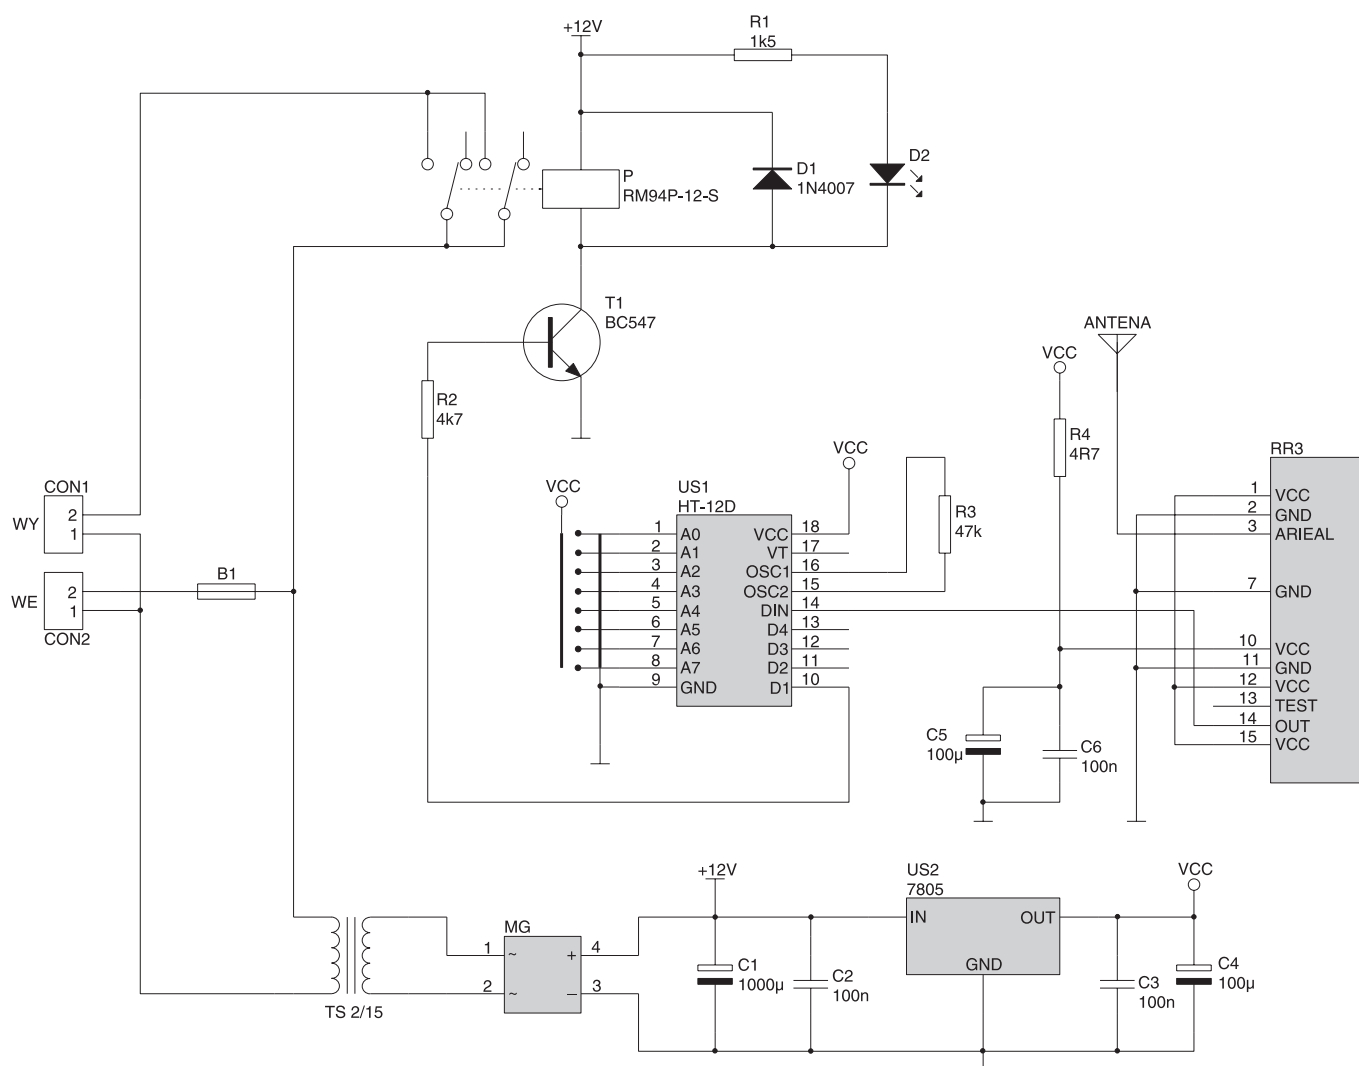 +12V
R1
1k5
P
RM94P-12-S
D1
1N4007
D2
T1
BC547
R2
4k7
ANTENA
VCC
R4
4R7
CON1
WY
2
1
WE
2
1
CON2
B1
VCC
US1
HT-12D
VCC
R3
47k
1 A0 VCC 18
2 A1 VT 17
3 A2 OSC1 16
4 A3 OSC2 15
5 A4 DIN 14
6 A5 D4 13
7 A6 D3 12
8 A7 D2 11
9 GND D1 10
RR3
1 VCC
2 GND
3 ARIEAL
7 GND
10 VCC
11 GND
12 VCC
13 TEST
14 OUT
15 VCC
C5
100µ
C6
100n
TS 2/15
MG
1 ~ + 4
2 ~ – 3
+12V
C1
1000µ
C2
100n
US2
7805
IN OUT
GND
VCC
C3
100n
C4
100µ